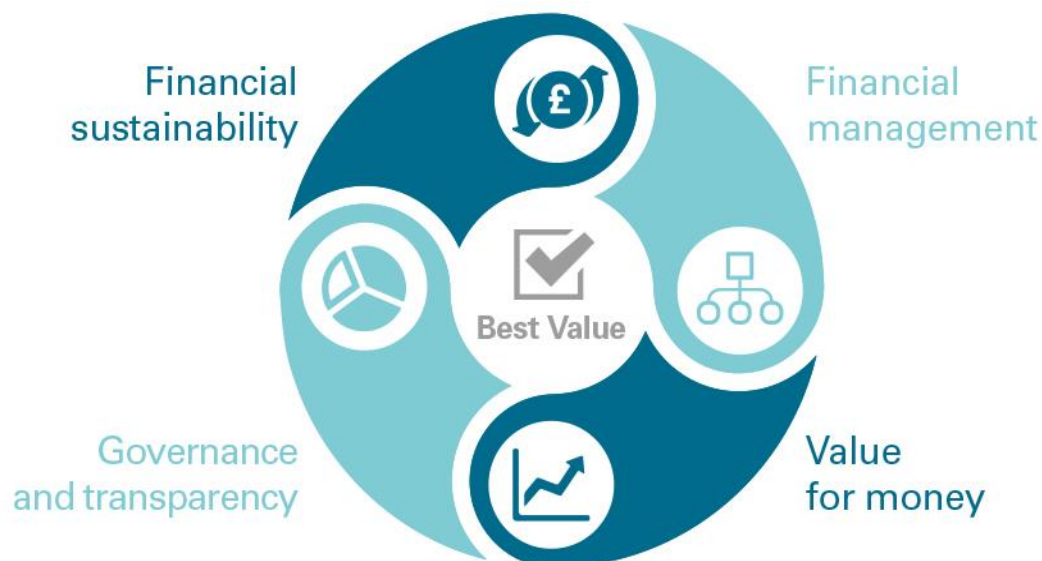 Financial
sustainability
Financial
management
£
Best Value
Governance
and transparency
Value
for money